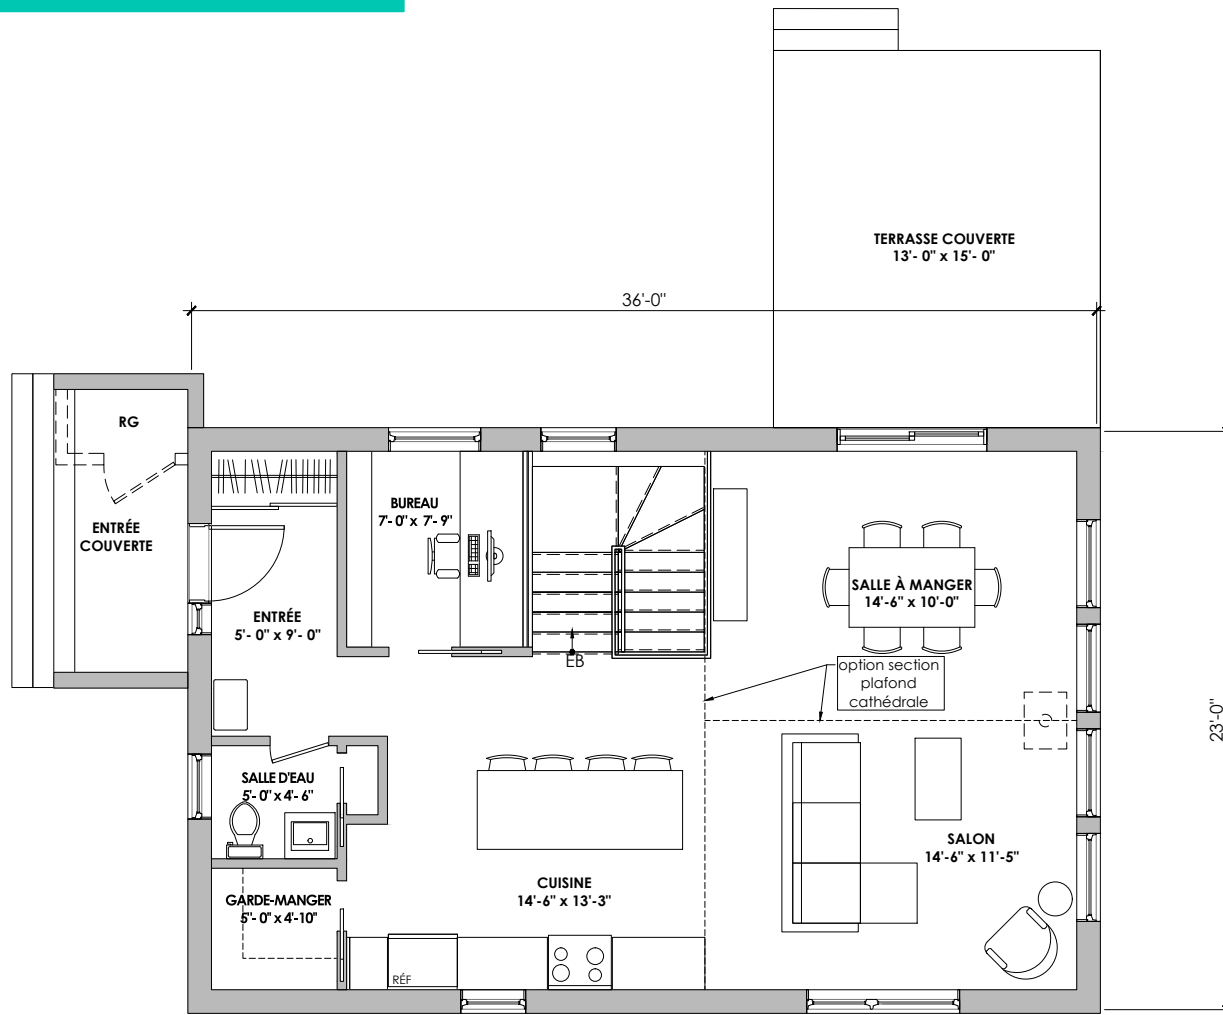 TERRASSE COUVERTE
13'- 0" x 15'- 0"
36'-0"
RG
ENTRÉE
COUVERTE
BUREAU
7'- 0" x 7'- 9"
ENTRÉE
5'- 0" x 9'- 0"
EB
SALLE À MANGER
14'-6" x 10'-0"
option section
plafond
cathédrale
23'-0"
SALLE D'EAU
5'- 0" x 4'- 6"
SALON
14'-6" x 11'-5"
CUISINE
14'-6" x 13'-3"
GARDE-MANGER
5'- 0" x 4'-10"
RÉF